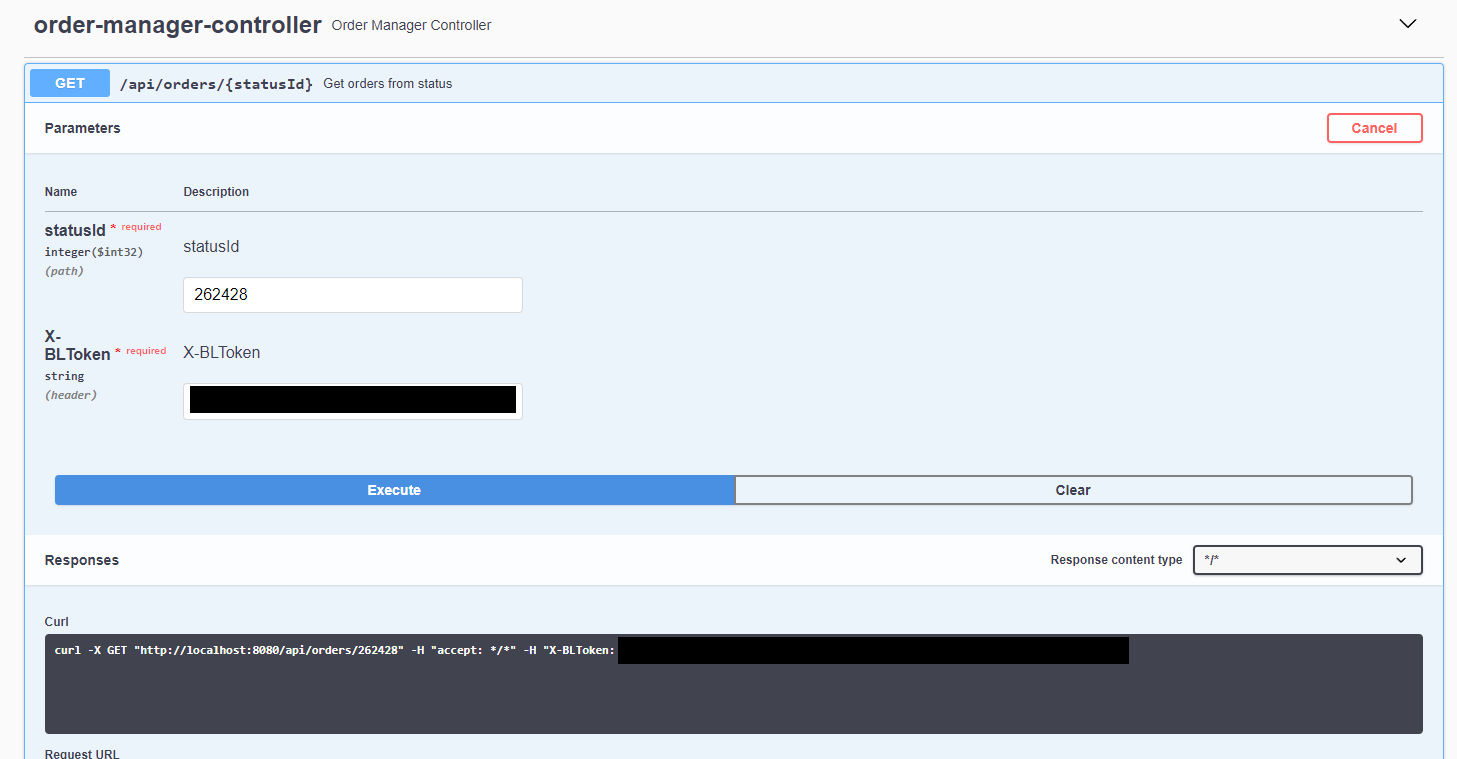 order-manager-controller Order Manager Controller
GET /api/orders/{statusId} Get orders from status
Parameters Cancel
Name Description
statusId * required
integer($int32)
(path)
statusId
262428
X-
BLToken * required
string
(header)
X-BLToken
Execute Clear
Responses Response content type */*
Curl
curl -X GET "http://localhost:8080/api/orders/262428" -H "accept: */*" -H "X-BLToken:
Request URL